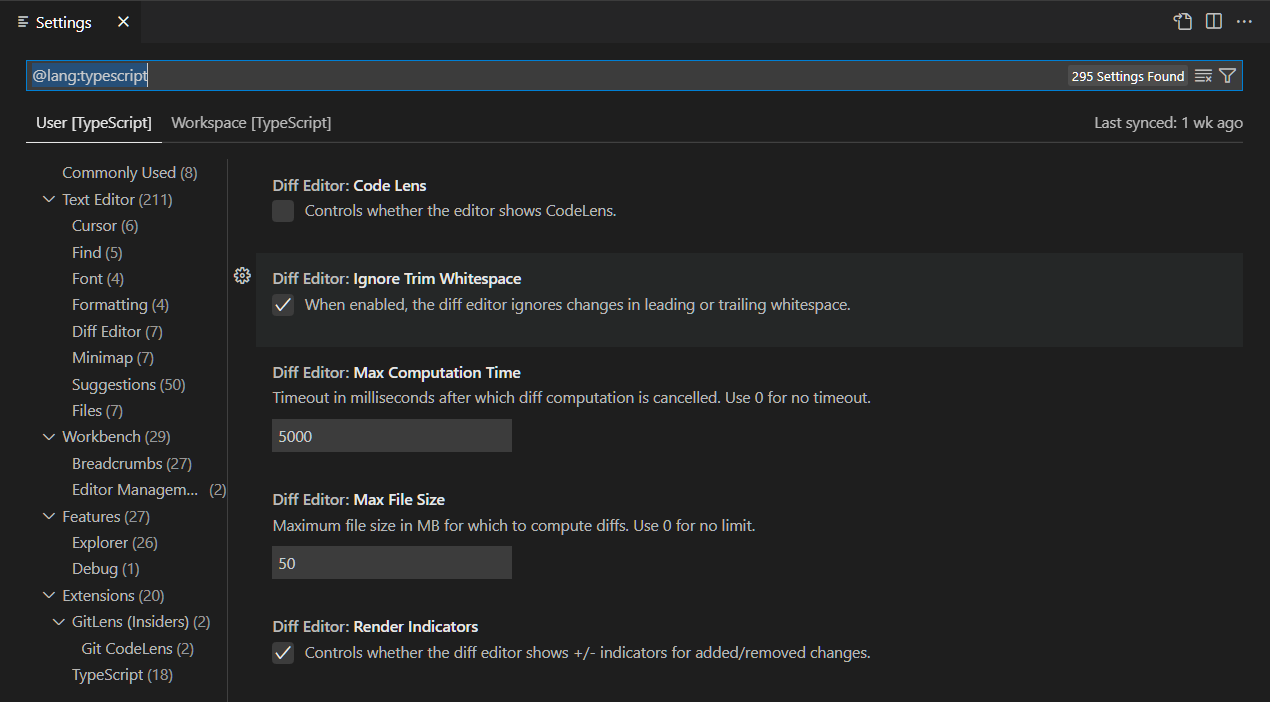 Settings
@lang:typescript
295 Settings Found
User [TypeScript] Workspace [TypeScript]
Last synced: 1 wk ago
Commonly Used (8)
Text Editor (211)
Cursor (6)
Find (5)
Font (4)
Formatting (4)
Diff Editor (7)
Minimap (7)
Suggestions (50)
Files (7)
Workbench (29)
Breadcrumbs (27)
Editor Managem... (2)
Features (27)
Explorer (26)
Debug (1)
Extensions (20)
GitLens (Insiders) (2)
Git CodeLens (2)
TypeScript (18)
Diff Editor: Code Lens
Controls whether the editor shows CodeLens.
Diff Editor: Ignore Trim Whitespace
When enabled, the diff editor ignores changes in leading or trailing whitespace.
Diff Editor: Max Computation Time
Timeout in milliseconds after which diff computation is cancelled. Use 0 for no timeout.
5000
Diff Editor: Max File Size
Maximum file size in MB for which to compute diffs. Use 0 for no limit.
50
Diff Editor: Render Indicators
Controls whether the diff editor shows +/- indicators for added/removed changes.